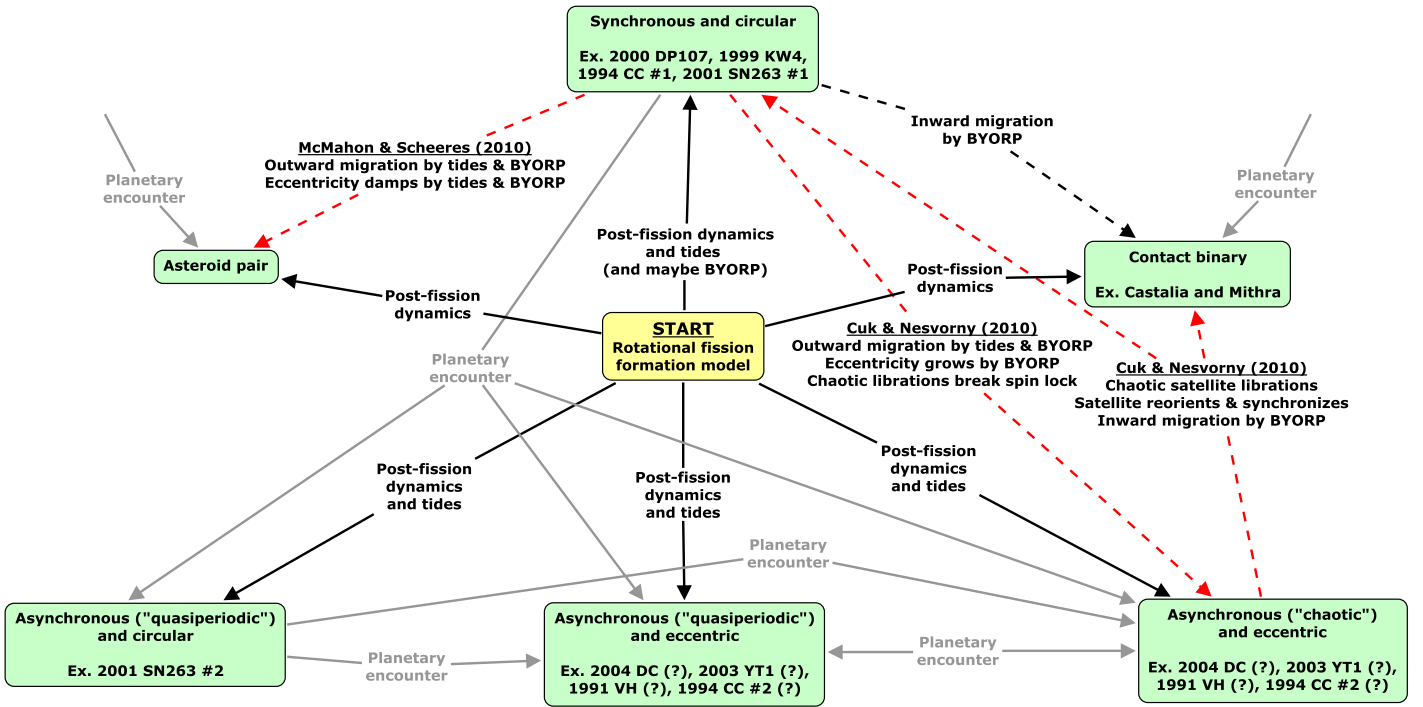 Synchronous and circular
Ex. 2000 DP107, 1999 KW4,
1994 CC #1, 2001 SN263 #1
McMahon & Scheeres (2010)
Outward migration by tides & BYORP
Eccentricity damps by tides & BYORP
Inward migration
by BYORP
Planetary
encounter
Planetary
encounter
Asteroid pair
Post-fission dynamics
and tides
(and maybe BYORP)
Contact binary
Ex. Castalia and Mithra
Post-fission
dynamics
Post-fission
dynamics
START
Rotational fission
formation model
Cuk & Nesvorny (2010)
Outward migration by tides & BYORP
Eccentricity grows by BYORP
Chaotic librations break spin lock
Planetary
encounter
Cuk & Nesvorny (2010)
Chaotic satellite librations
Satellite reorients & synchronizes
Inward migration by BYORP
Post-fission
dynamics
and tides
Post-fission
dynamics
and tides
Post-fission
dynamics
and tides
Planetary
encounter
Asynchronous ("quasiperiodic")
and circular
Ex. 2001 SN263 #2
Planetary
encounter
Asynchronous ("quasiperiodic")
and eccentric
Ex. 2004 DC (?), 2003 YT1 (?),
1991 VH (?), 1994 CC #2 (?)
Planetary
encounter
Asynchronous ("chaotic")
and eccentric
Ex. 2004 DC (?), 2003 YT1 (?),
1991 VH (?), 1994 CC #2 (?)